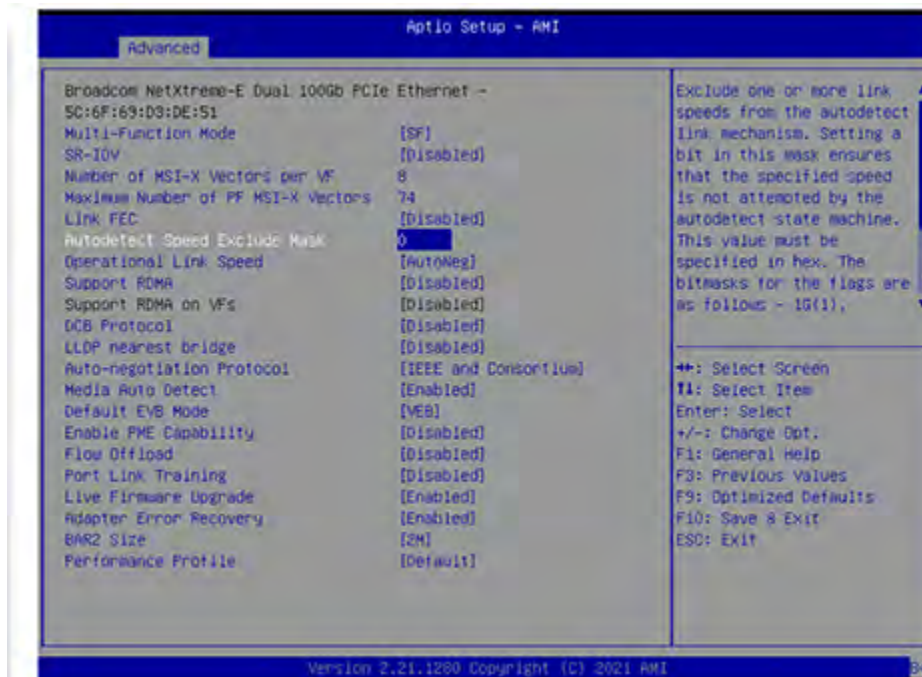 Aptio Setup - AMI
Advanced
Broadcom NetXtreme-E Dual 100Gb PCIe Ethernet -
5C:6F:69:D3:DE:51
Multi-Function Mode [SF]
SR-IOV [Disabled]
Number of MSI-X Vectors per VF 8
Maximum Number of PF MSI-X Vectors 74
Link FEC [Disabled]
Autodetect Speed Exclude Mask 0
Operational Link Speed [AutoNeg]
Support RDMA [Disabled]
Support RDMA on VFs [Disabled]
DCB Protocol [Disabled]
LLDP nearest bridge [Disabled]
Auto-negotiation Protocol [IEEE and Consortium]
Media Auto Detect [Enabled]
Default EVB Mode [VEB]
Enable PME Capability [Disabled]
Flow Offload [Disabled]
Port Link Training [Disabled]
Live Firmware Upgrade [Enabled]
Adapter Error Recovery [Enabled]
BAR2 Size [2M]
Performance Profile [Default]
Exclude one or more link
speeds from the autodetect
link mechanism. Setting a
bit in this mask ensures
that the specified speed
is not attempted by the
autodetect state machine.
This value must be
specified in hex. The
bitmasks for the flags are
as follows - 1G(1),
→←: Select Screen
↑↓: Select Item
Enter: Select
+/-: Change Opt.
F1: General Help
F3: Previous Values
F9: Optimized Defaults
F10: Save & Exit
ESC: Exit
Version 2.21.1280 Copyright (C) 2021 AMI